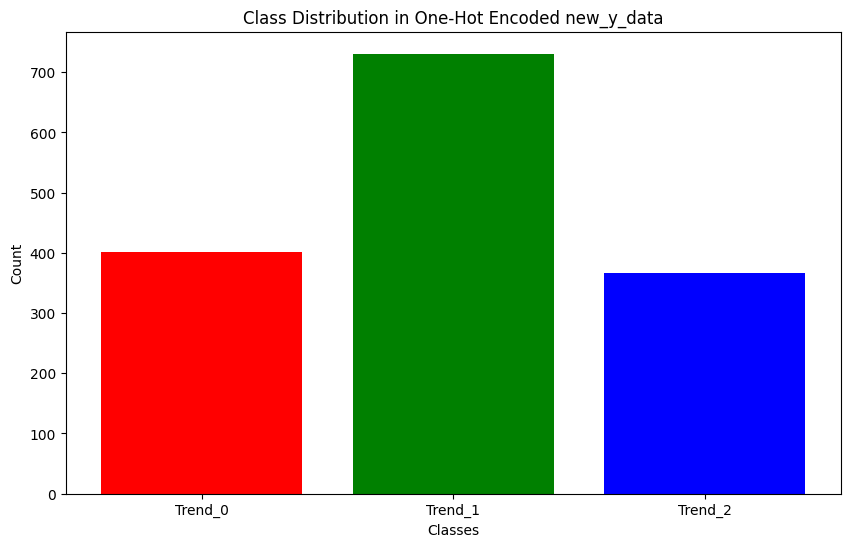 Class Distribution in One-Hot Encoded new_y_data
700
600
500
400
300
200
100
0
Count
Trend_0 Trend_1 Trend_2
Classes